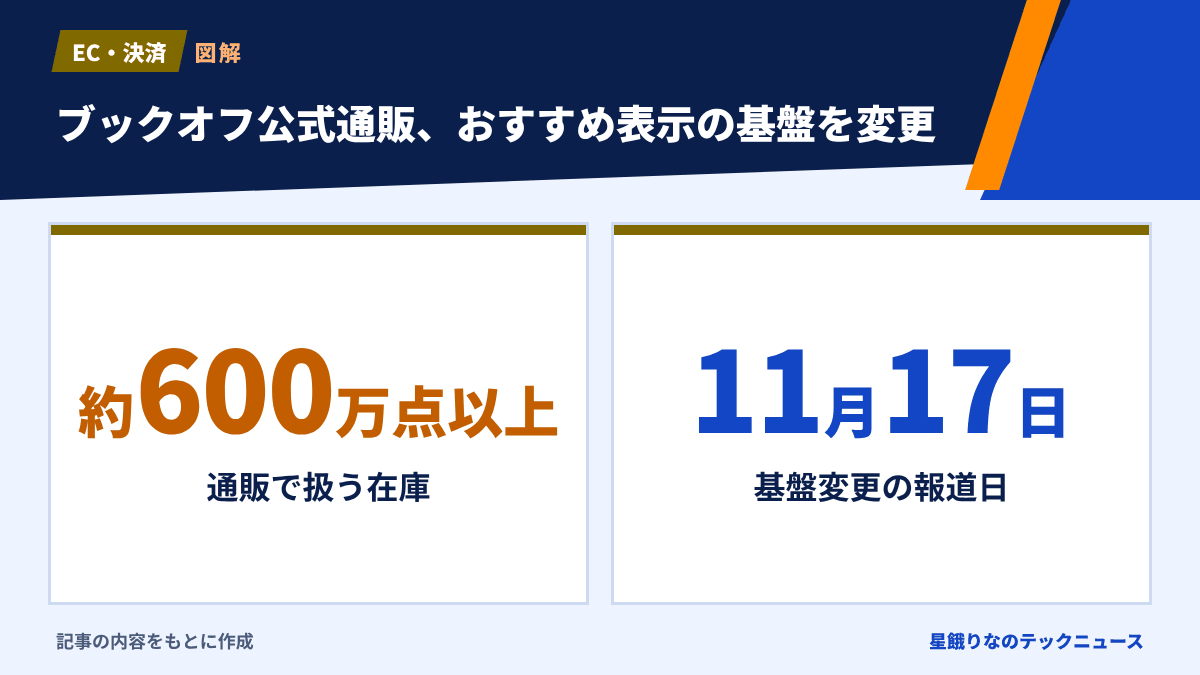 EC・決済 図解
ブックオフ公式通販、おすすめ表示の基盤を変更
約600万点以上
通販で扱う在庫
11月17日
基盤変更の報道日
記事の内容をもとに作成
星餓りなのテックニュース